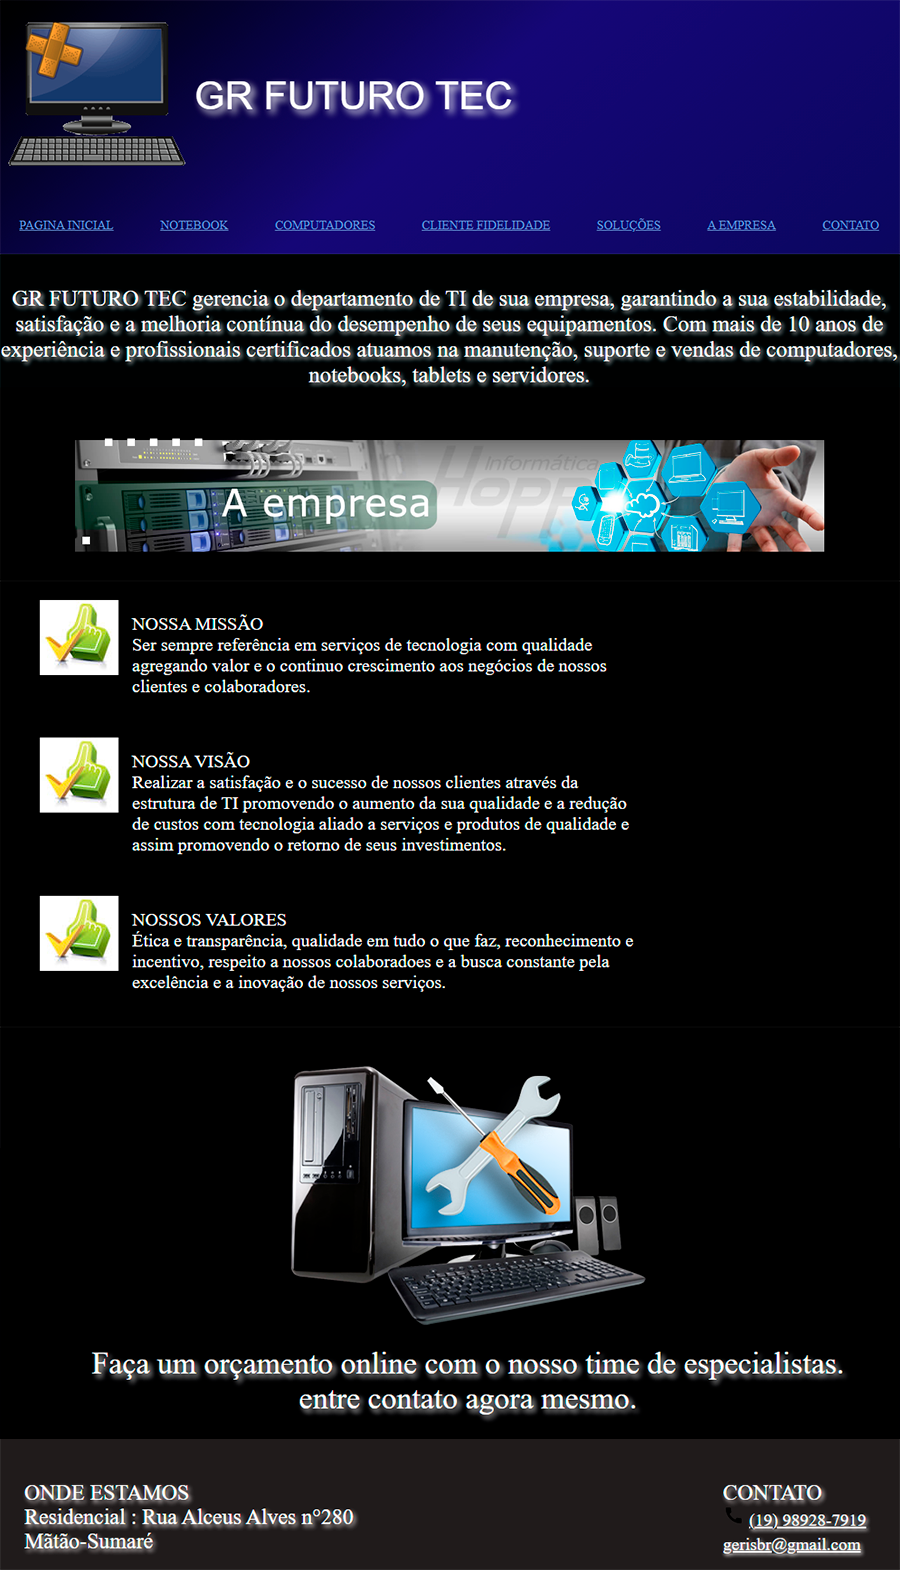 GR FUTURO TEC
PAGINA INICIAL NOTEBOOK COMPUTADORES CLIENTE FIDELIDADE SOLUÇÕES A EMPRESA CONTATO
GR FUTURO TEC gerencia o departamento de TI de sua empresa, garantindo a sua estabilidade,
satisfação e a melhoria contínua do desempenho de seus equipamentos. Com mais de 10 anos de
experiência e profissionais certificados atuamos na manutenção, suporte e vendas de computadores,
notebooks, tablets e servidores.
Informática
A empresa
NOSSA MISSÃO
Ser sempre referência em serviços de tecnologia com qualidade
agregando valor e o continuo crescimento aos negócios de nossos
clientes e colaboradores.
NOSSA VISÃO
Realizar a satisfação e o sucesso de nossos clientes através da
estrutura de TI promovendo o aumento da sua qualidade e a redução
de custos com tecnologia aliado a serviços e produtos de qualidade e
assim promovendo o retorno de seus investimentos.
NOSSOS VALORES
Ética e transparência, qualidade em tudo o que faz, reconhecimento e
incentivo, respeito a nossos colaboradoes e a busca constante pela
excelência e a inovação de nossos serviços.
Faça um orçamento online com o nosso time de especialistas.
entre contato agora mesmo.
ONDE ESTAMOS
Residencial : Rua Alceus Alves n°280
Mãtão-Sumaré
CONTATO
(19) 98928-7919
gerisbr@gmail.com